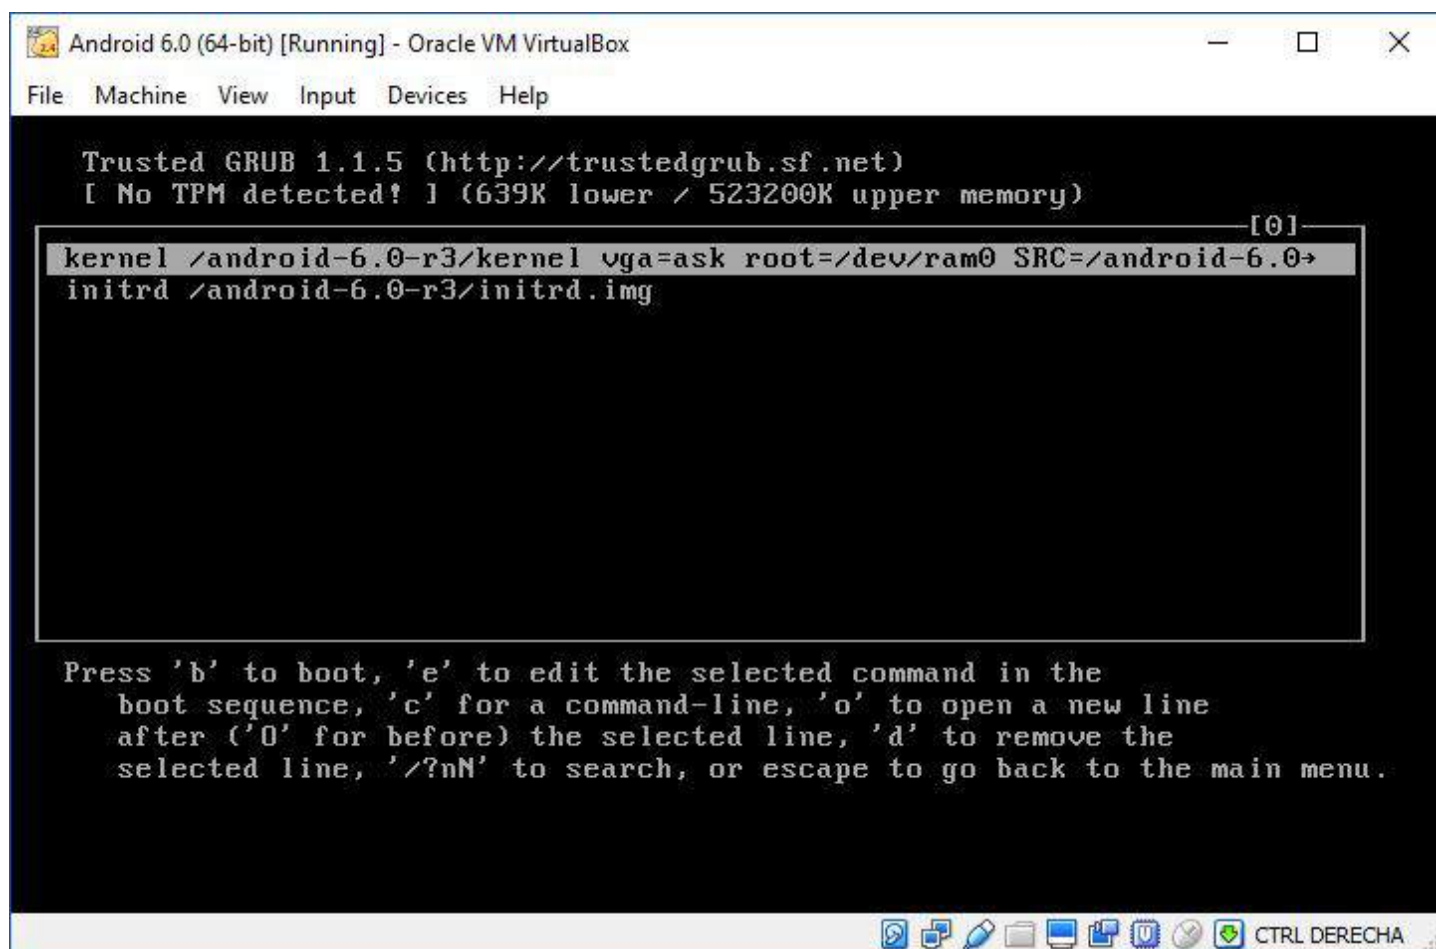 Android 6.0 (64-bit) [Running] - Oracle VM VirtualBox
File Machine View Input Devices Help
Trusted GRUB 1.1.5 (http://trustedgrub.sf.net)
[ No TPM detected! ] (639K lower / 523200K upper memory)
[0]
kernel /android-6.0-r3/kernel vga=ask root=/dev/ram0 SRC=/android-6.0→
initrd /android-6.0-r3/initrd.img
Press 'b' to boot, 'e' to edit the selected command in the
boot sequence, 'c' for a command-line, 'o' to open a new line
after ('O' for before) the selected line, 'd' to remove the
selected line, '/?nN' to search, or escape to go back to the main menu.
CTRL DERECHA